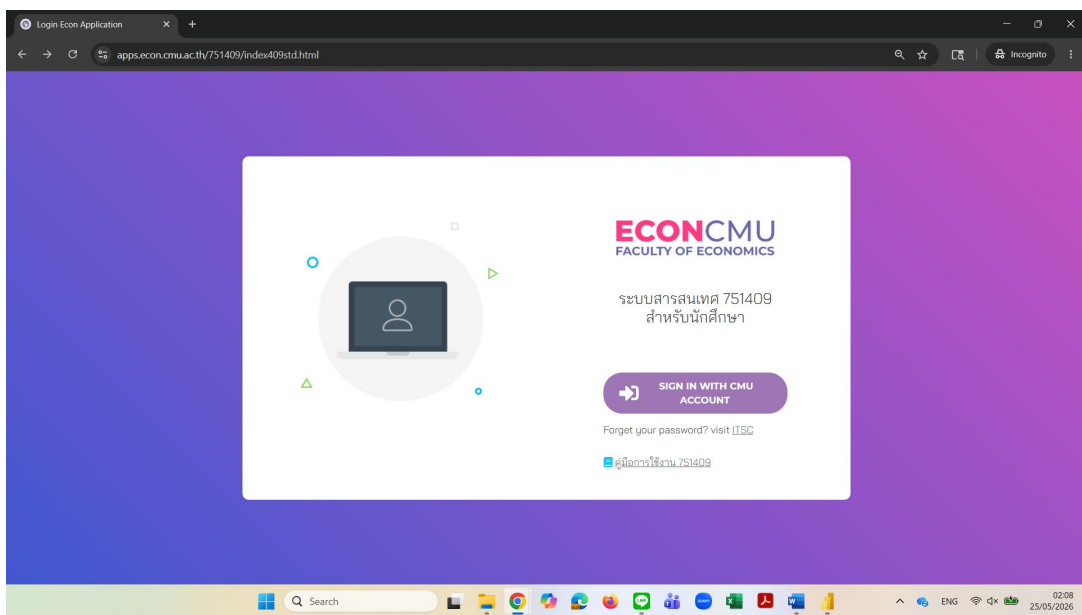 Login Econ Application
apps.econ.cmu.ac.th/751409/index409std.html
Incognito
ECONCMU
FACULTY OF ECONOMICS
ระบบสารสนเทศ 751409
สำหรับนักศึกษา
SIGN IN WITH CMU
ACCOUNT
Forget your password? visit ITSC
คู่มือการใช้งาน 751409
Search
ENG
02:08
25/05/2026